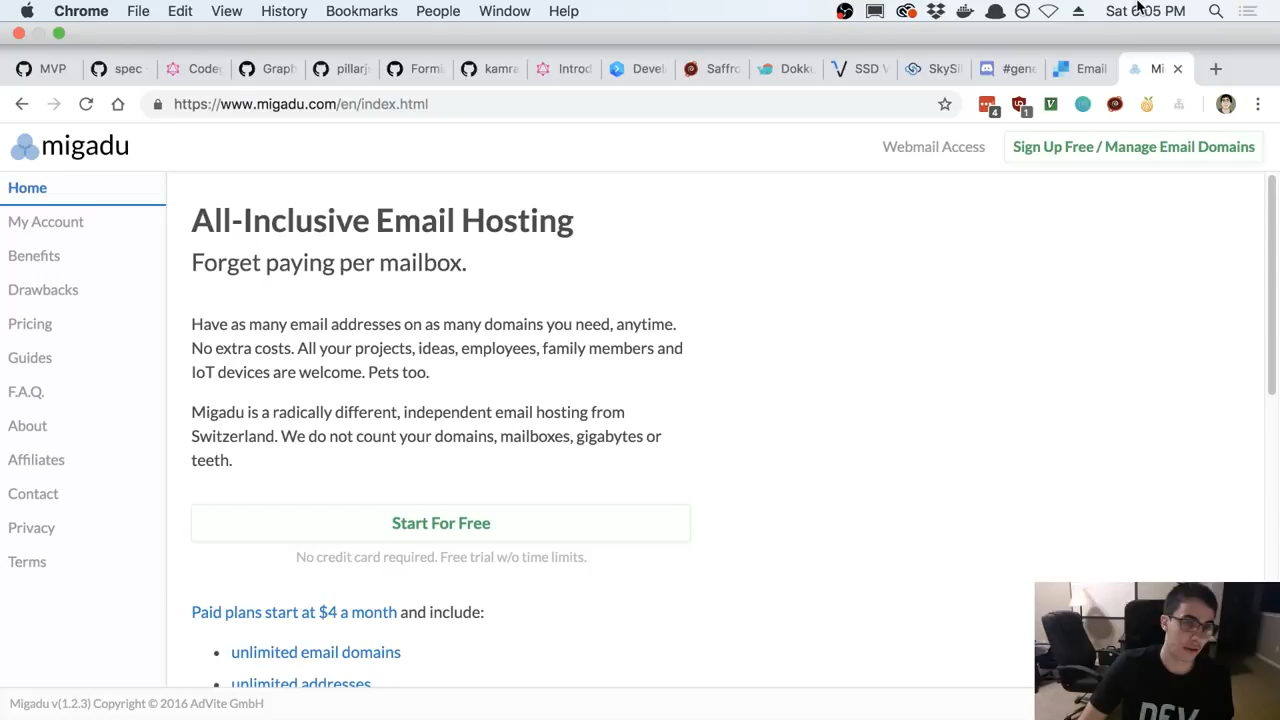 Chrome File Edit View History Bookmarks People Window Help
Sat 6:05 PM
MVP
spec
Code
Graph
pillarj
Formi
kamra
Introd
Devel
Saffro
Dokku
SSD V
SkySi
#gene
Email
Mi
https://www.migadu.com/en/index.html
4
1
migadu
Webmail Access
Sign Up Free / Manage Email Domains
Home
My Account
Benefits
Drawbacks
Pricing
Guides
F.A.Q.
About
Affiliates
Contact
Privacy
Terms
All-Inclusive Email Hosting
Forget paying per mailbox.
Have as many email addresses on as many domains you need, anytime.
No extra costs. All your projects, ideas, employees, family members and
IoT devices are welcome. Pets too.
Migadu is a radically different, independent email hosting from
Switzerland. We do not count your domains, mailboxes, gigabytes or
teeth.
Start For Free
No credit card required. Free trial w/o time limits.
Paid plans start at $4 a month and include:
• unlimited email domains
• unlimited addresses
Migadu v(1.2.3) Copyright © 2016 AdVite GmbH
DEV